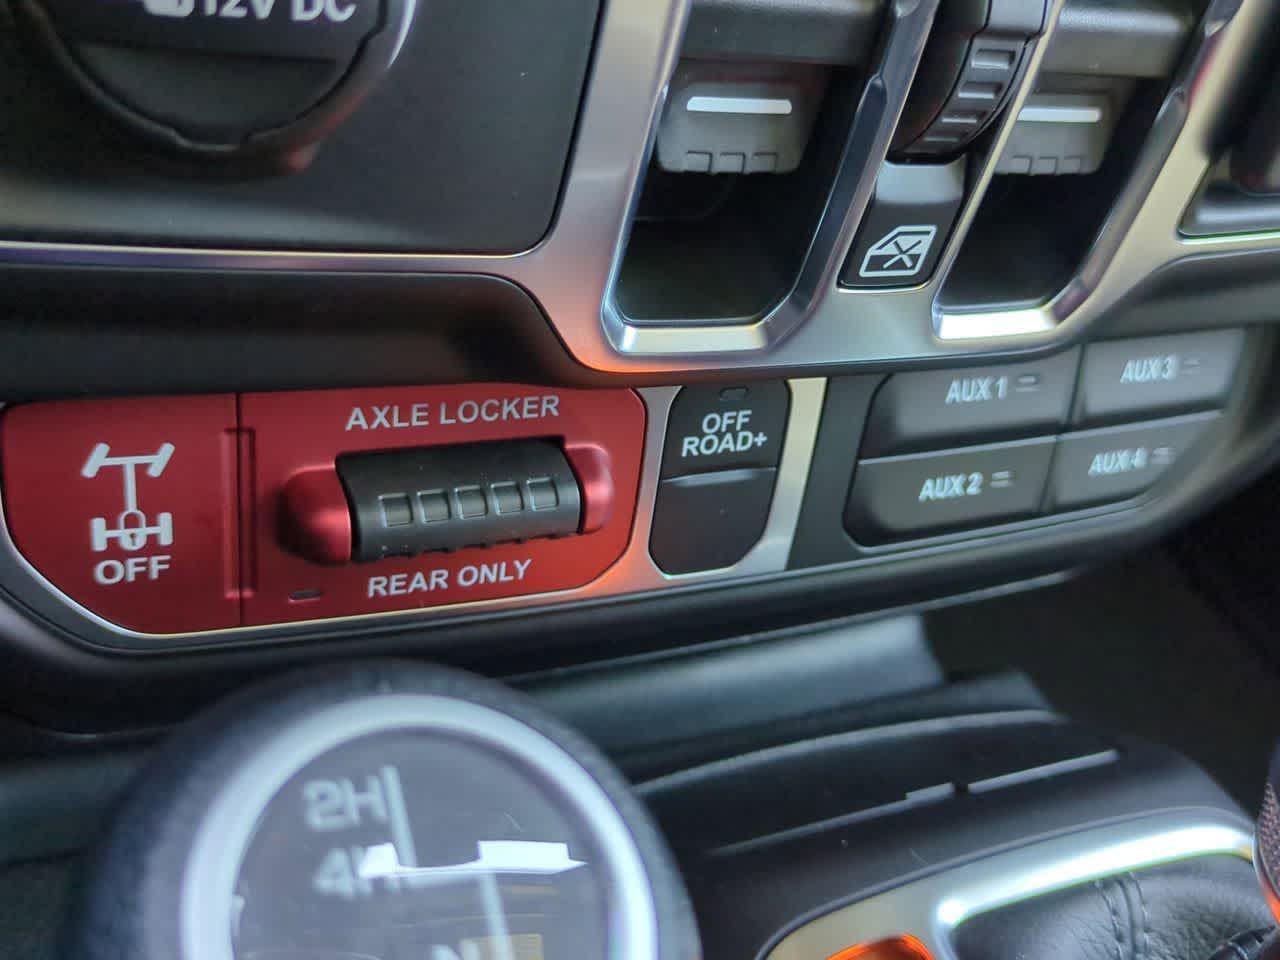 12V DC
AXLE LOCKER
OFF
REAR ONLY
OFF
ROAD+
AUX 1
AUX 2
AUX 3
AUX 4
2H
4H
N